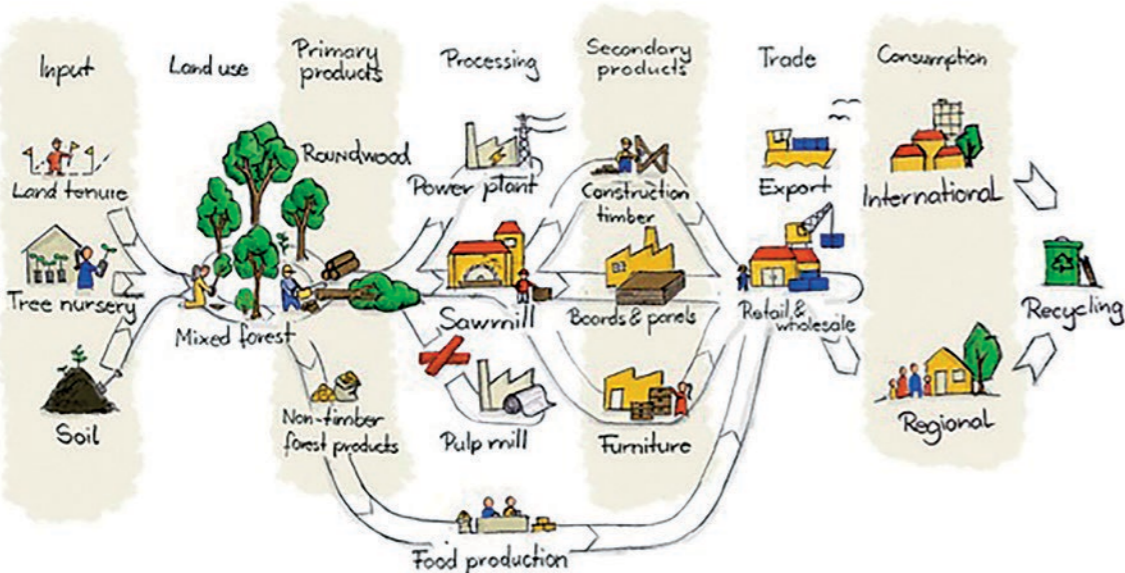 Input
Land use
Primary
products
Processing
Secondary
products
Trade
Consumption
Land tenure
Tree nursery
Soil
Mixed forest
Roundwood
Non-timber
forest products
Power plant
Sawmill
Pulp mill
Food production
Construction
timber
Boards & panels
Furniture
Export
Retail &
wholesale
International
Regional
Recycling